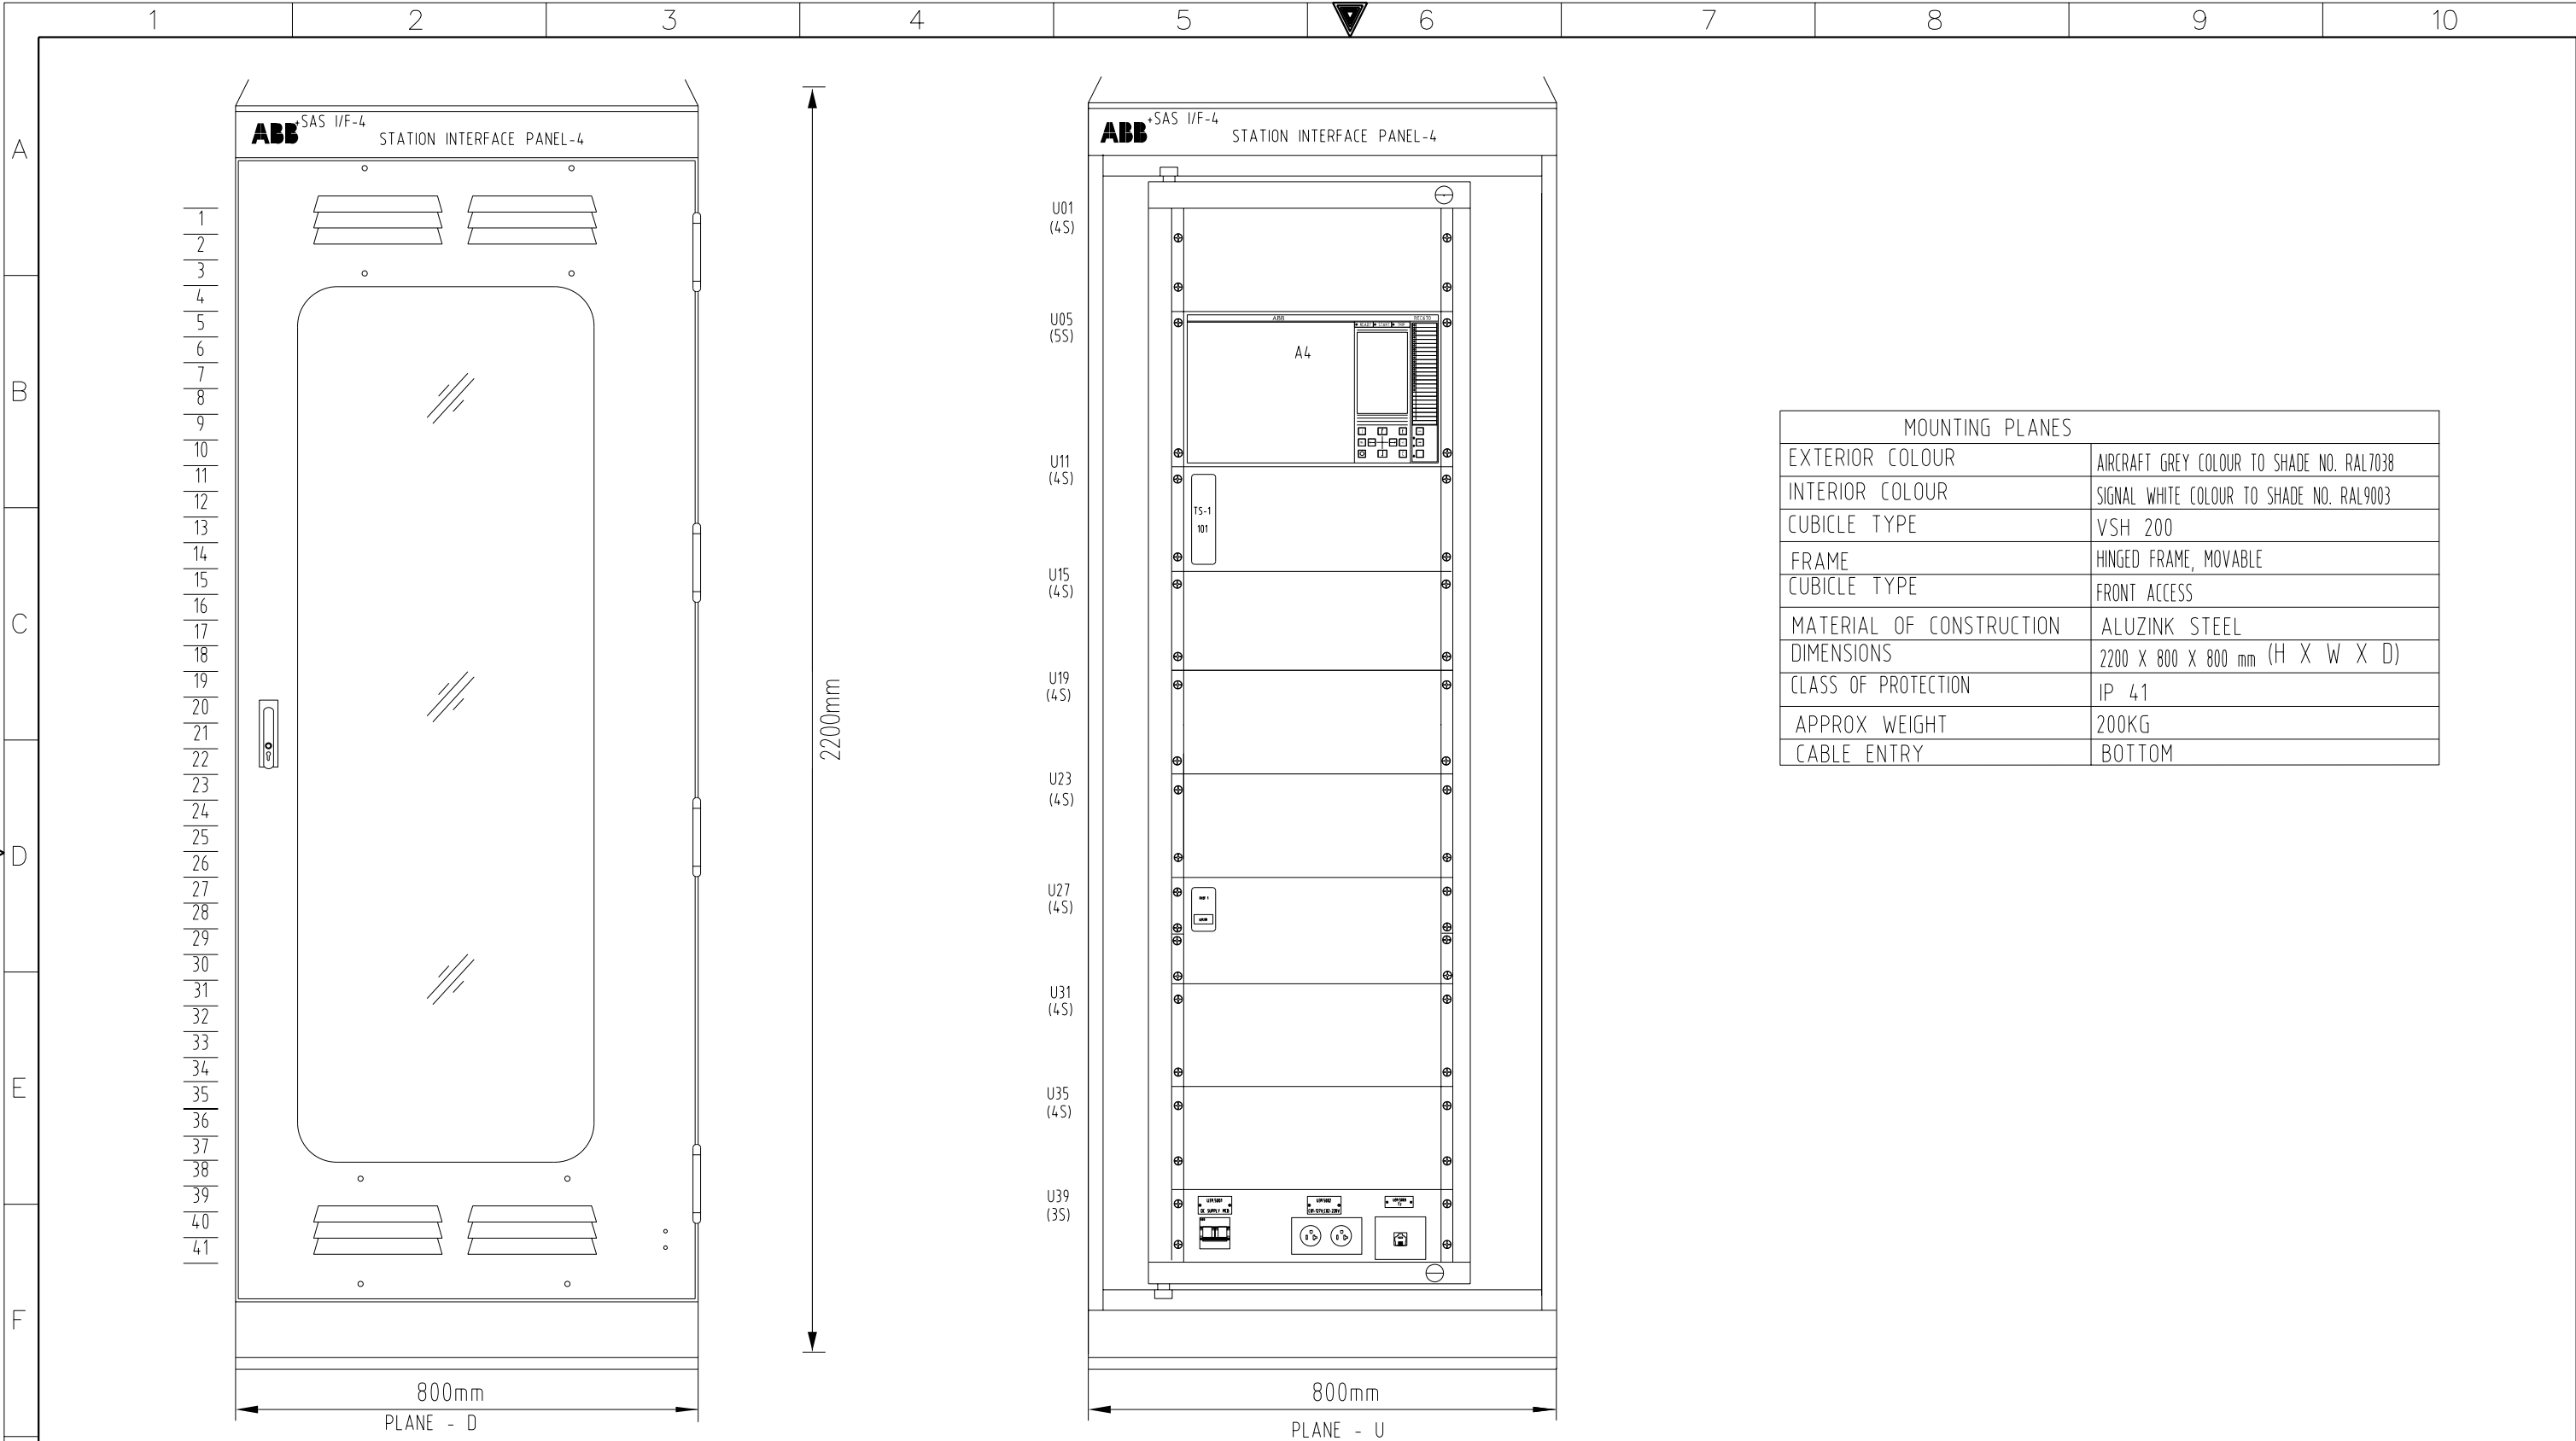 1 2 3 4 5 6 7 8 9 10
A
B
C
D
E
F
ABB +SAS I/F-4
STATION INTERFACE PANEL-4
1
2
3
4
5
6
7
8
9
10
11
12
13
14
15
16
17
18
19
20
21
22
23
24
25
26
27
28
29
30
31
32
33
34
35
36
37
38
39
40
41
2200mm
800mm
PLANE - D
ABB +SAS I/F-4
STATION INTERFACE PANEL-4
U01
(4S)
U05
(5S)
U11
(4S)
U15
(4S)
U19
(4S)
U23
(4S)
U27
(4S)
U31
(4S)
U35
(4S)
U39
(3S)
ABB
A4
TS-1
101
DC SUPPLY MCB
800mm
PLANE - U
MOUNTING PLANES
EXTERIOR COLOUR AIRCRAFT GREY COLOUR TO SHADE NO. RAL7038
INTERIOR COLOUR SIGNAL WHITE COLOUR TO SHADE NO. RAL9003
CUBICLE TYPE VSH 200
FRAME HINGED FRAME, MOVABLE
CUBICLE TYPE FRONT ACCESS
MATERIAL OF CONSTRUCTION ALUZINK STEEL
DIMENSIONS 2200 X 800 X 800 mm (H X W X D)
CLASS OF PROTECTION IP 41
APPROX WEIGHT 200KG
CABLE ENTRY BOTTOM